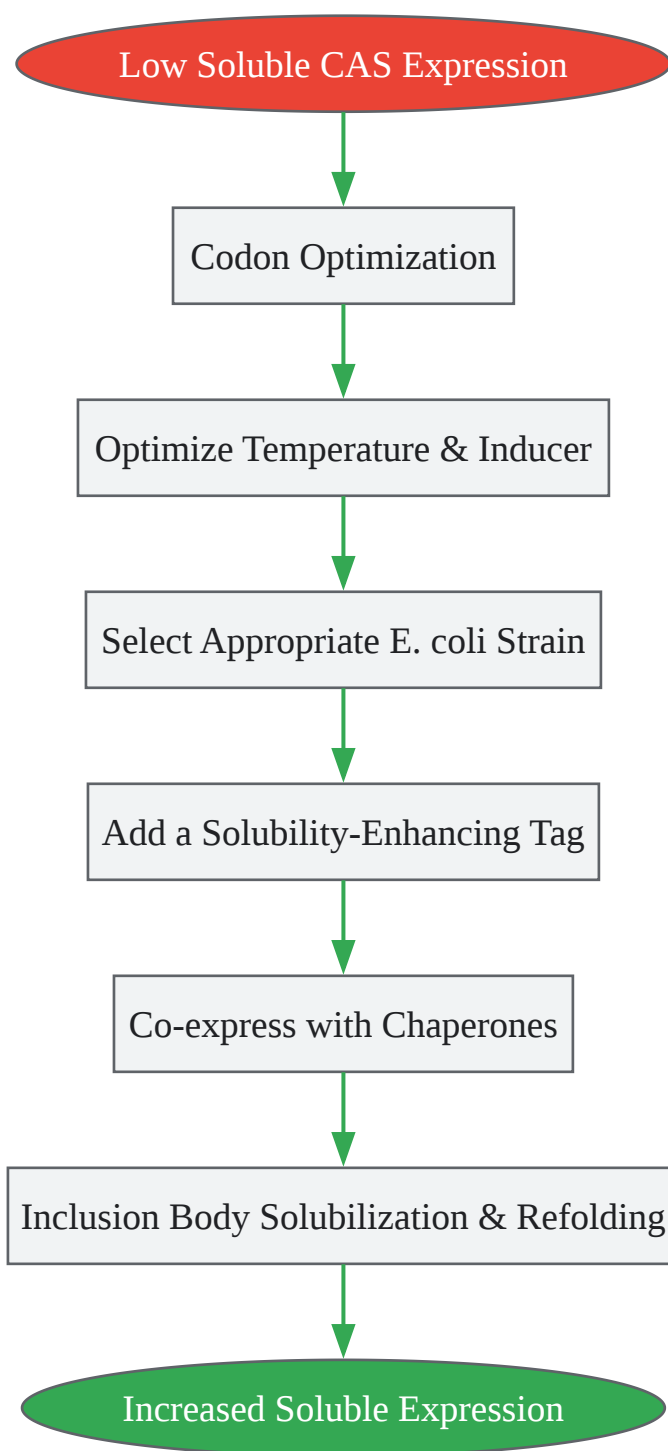 Low Soluble CAS Expression
Codon Optimization
Optimize Temperature & Inducer
Select Appropriate E. coli Strain
Add a Solubility-Enhancing Tag
Co-express with Chaperones
Inclusion Body Solubilization & Refolding
Increased Soluble Expression